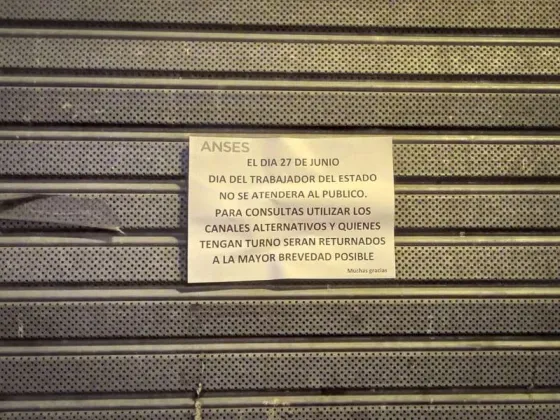 ANSES
EL DIA 27 DE JUNIO
DIA DEL TRABAJADOR DEL ESTADO
NO SE ATENDERA AL PUBLICO.
PARA CONSULTAS UTILIZAR LOS
CANALES ALTERNATIVOS Y QUIENES
TENGAN TURNO SERAN RETURNADOS
A LA MAYOR BREVEDAD POSIBLE
Muchas gracias